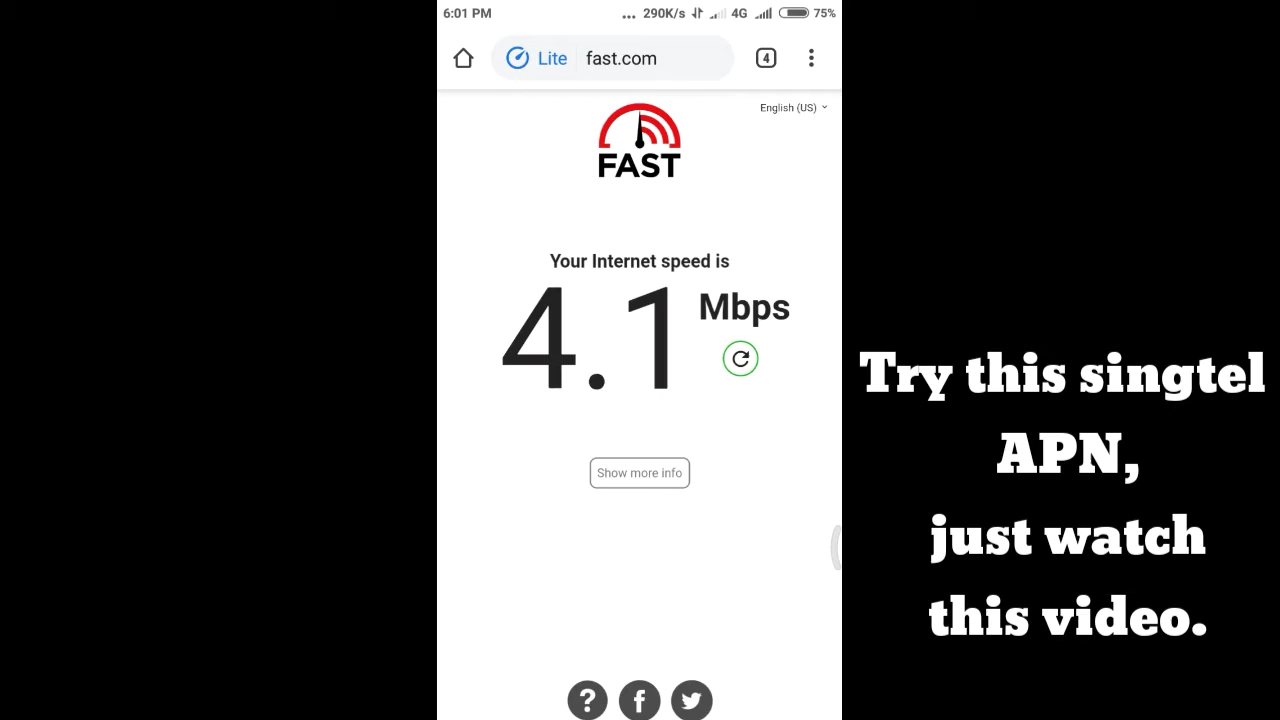 6:01 PM ... 290K/s 4G 75%
Lite fast.com 4
English (US)
FAST
Your Internet speed is
4.1 Mbps
Show more info
Try this singtel
APN,
just watch
this video.